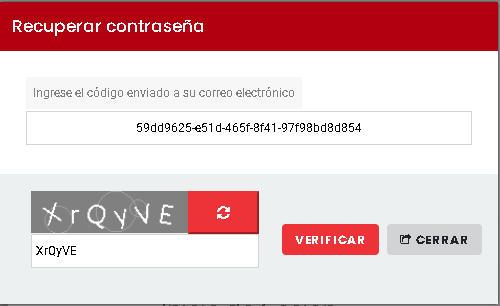 Recuperar contraseña
Ingrese el código enviado a su correo electrónico
59dd9625-e51d-465f-8f41-97f98bd8d854
XrQyVE
XrQyVE
VERIFICAR
CERRAR